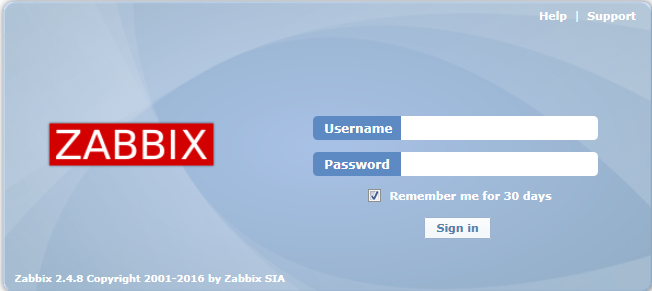 Help | Support
ZABBIX
Username
Password
Remember me for 30 days
Sign in
Zabbix 2.4.8 Copyright 2001-2016 by Zabbix SIA